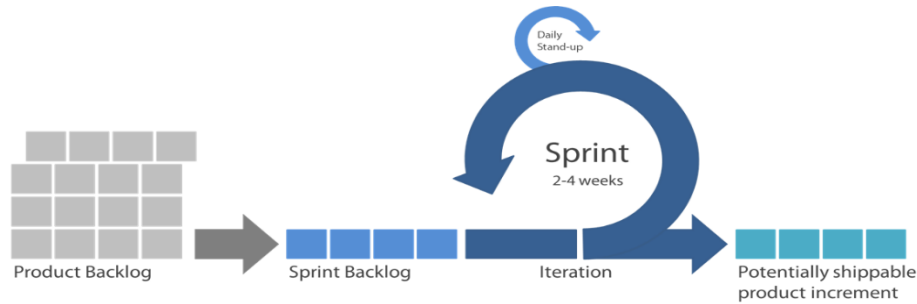 Daily
Stand-up
Sprint
2-4 weeks
Product Backlog
Sprint Backlog
Iteration
Potentially shippable
product increment